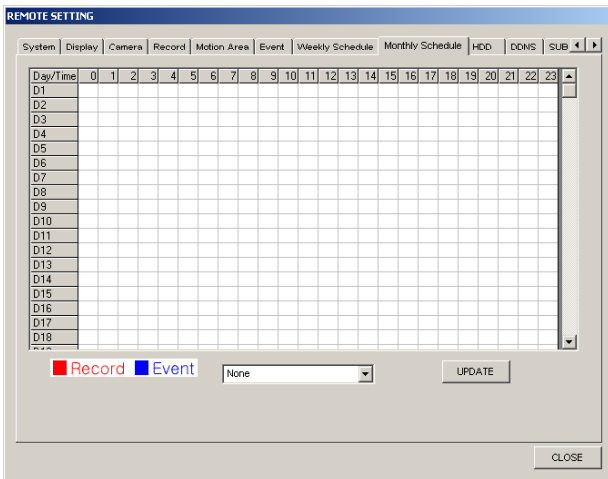 REMOTE SETTING
System Display Camera Record Motion Area Event Weekly Schedule Monthly Schedule HDD DDNS SUB
Day/Time 0 1 2 3 4 5 6 7 8 9 10 11 12 13 14 15 16 17 18 19 20 21 22 23
D1
D2
D3
D4
D5
D6
D7
D8
D9
D10
D11
D12
D13
D14
D15
D16
D17
D18
Record Event None UPDATE
CLOSE